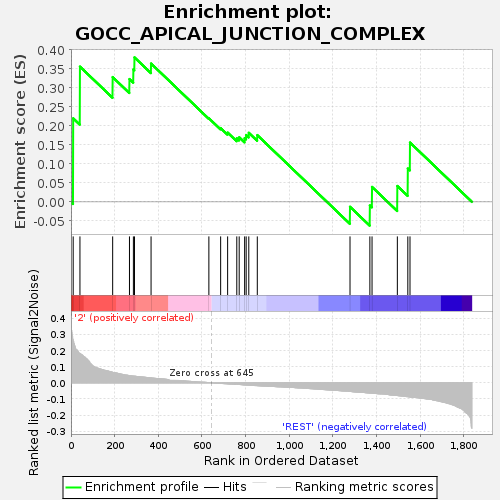 Enrichment plot:
GOCC_APICAL_JUNCTION_COMPLEX
Enrichment score (ES)
0.40
0.35
0.30
0.25
0.20
0.15
0.10
0.05
0.00
-0.05
'2' (positively correlated)
Ranked list metric (Signal2Noise)
0.4
0.3
0.2
0.1
0.0
-0.1
-0.2
-0.3
Zero cross at 645
'REST' (negatively correlated)
0 200 400 600 800 1,000 1,200 1,400 1,600 1,800
Rank in Ordered Dataset
Enrichment profile Hits Ranking metric scores